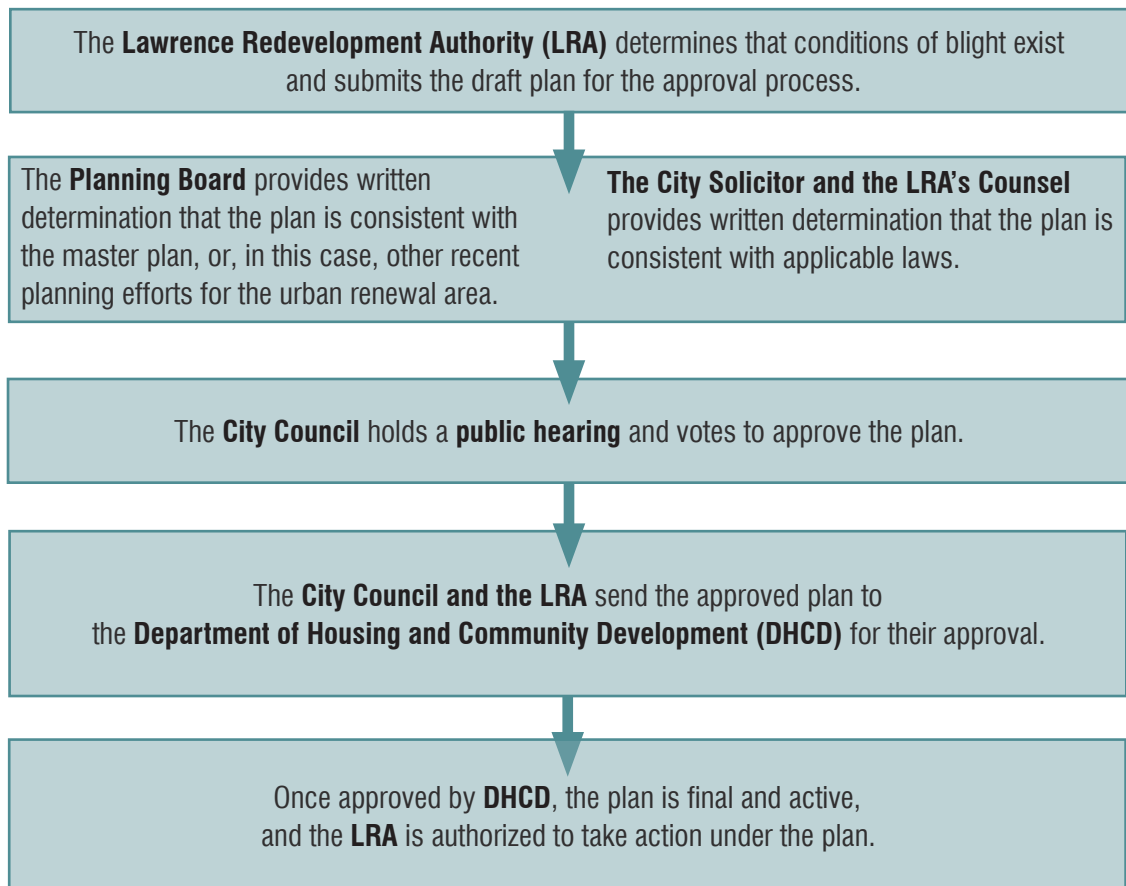 The Lawrence Redevelopment Authority (LRA) determines that conditions of blight exist
and submits the draft plan for the approval process.
The Planning Board provides written
determination that the plan is consistent with
the master plan, or, in this case, other recent
planning efforts for the urban renewal area.
The City Solicitor and the LRA's Counsel
provides written determination that the plan is
consistent with applicable laws.
The City Council holds a public hearing and votes to approve the plan.
The City Council and the LRA send the approved plan to
the Department of Housing and Community Development (DHCD) for their approval.
Once approved by DHCD, the plan is final and active,
and the LRA is authorized to take action under the plan.